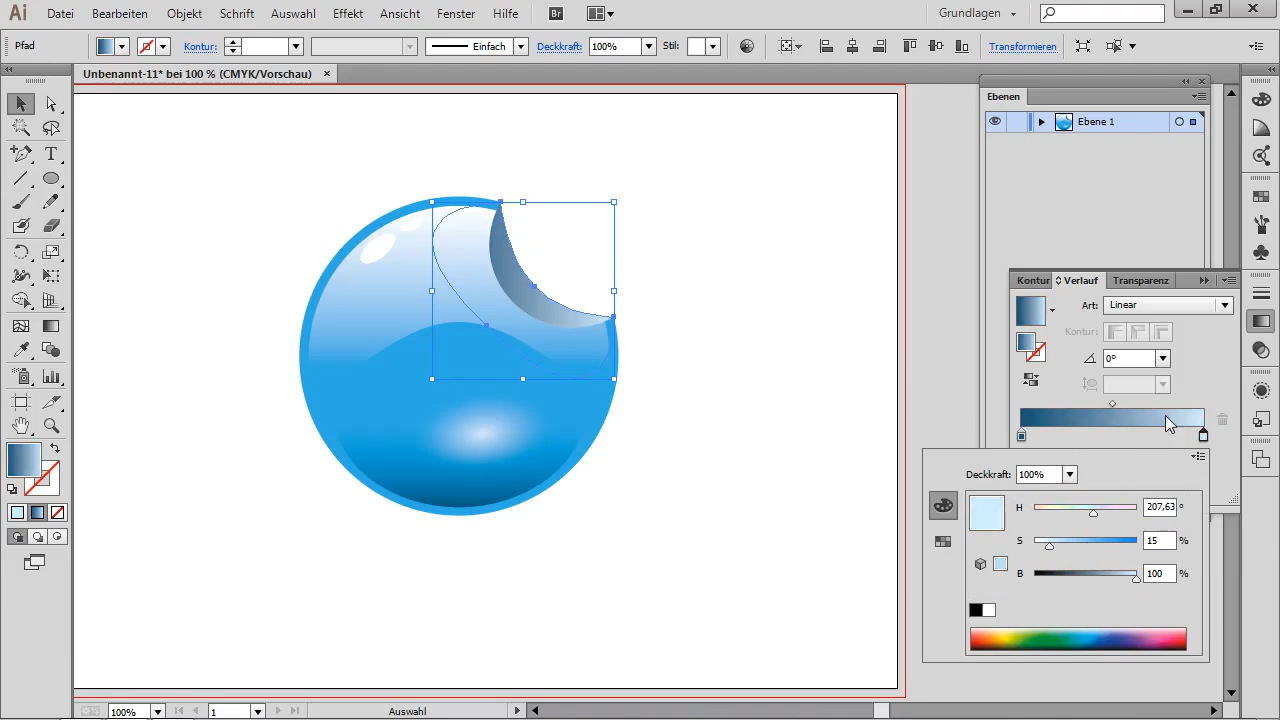 Ai Datei Bearbeiten Objekt Schrift Auswahl Effekt Ansicht Fenster Hilfe Br Grundlagen
Pfad Kontur: Einfach Deckkraft: 100% Stil: Transformieren
Unbenannt-11* bei 100 % (CMYK/Vorschau)
Ebenen
Ebene 1
T
Kontur Verlauf Transparenz
Art: Linear
Kontur:
0°
Deckkraft: 100%
H 207,63 °
S 15 %
B 100 %
100% 1 Auswahl